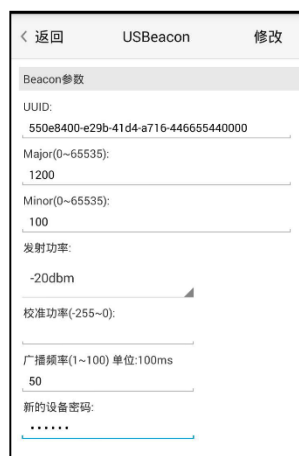 返回 USBeacon 修改
Beacon参数
UUID:
550e8400-e29b-41d4-a716-446655440000
Major(0~65535):
1200
Minor(0~65535):
100
发射功率:
-20dbm
校准功率(-255~0):
广播频率(1~100) 单位:100ms
50
新的设备密码:
••••••